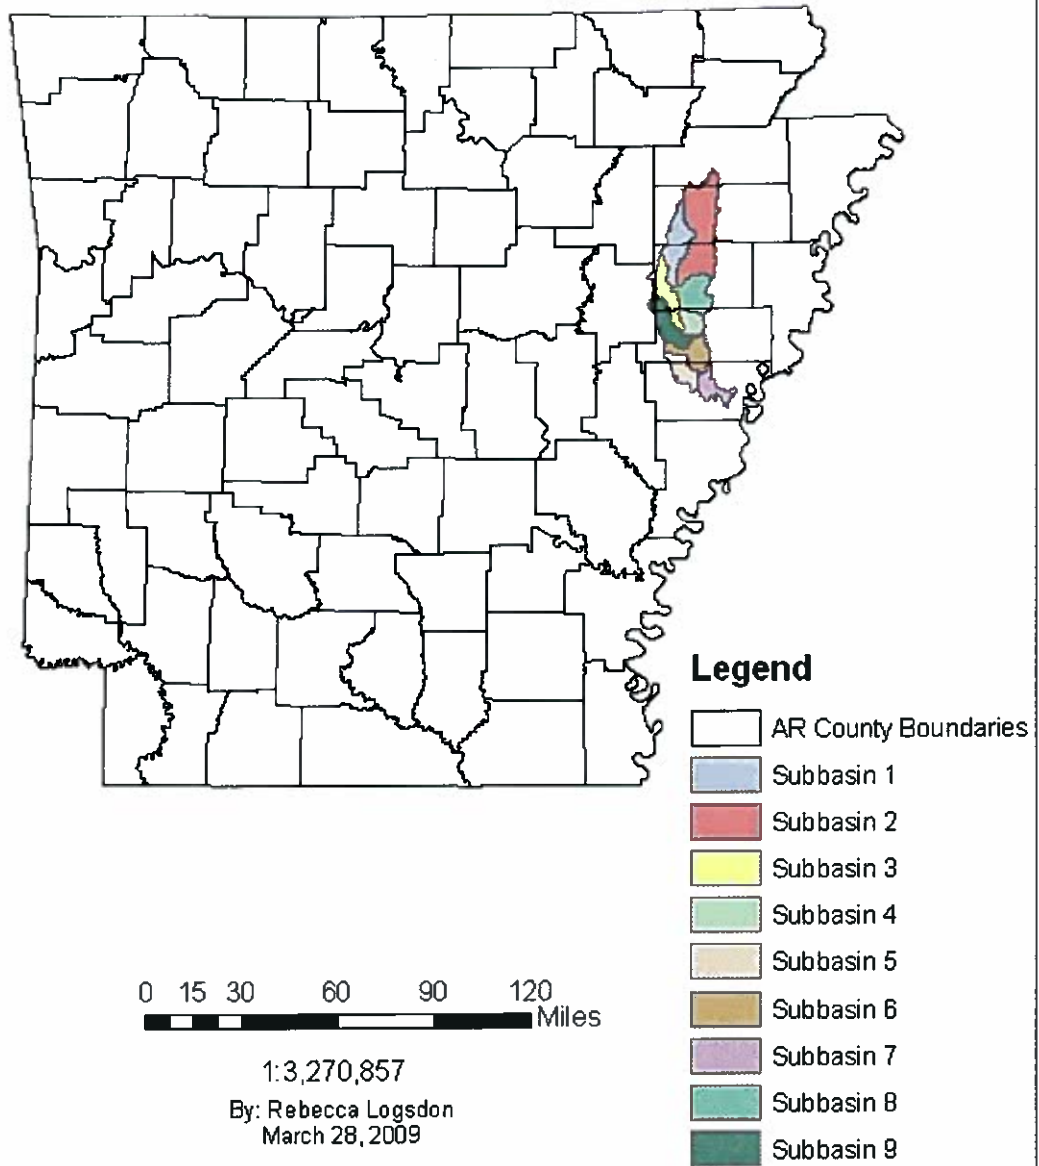 Legend
AR County Boundaries
Subbasin 1
Subbasin 2
Subbasin 3
Subbasin 4
Subbasin 5
Subbasin 6
Subbasin 7
Subbasin 8
Subbasin 9
0 15 30 60 90 120
Miles
1:3,270,857
By: Rebecca Logsdon
March 28, 2009